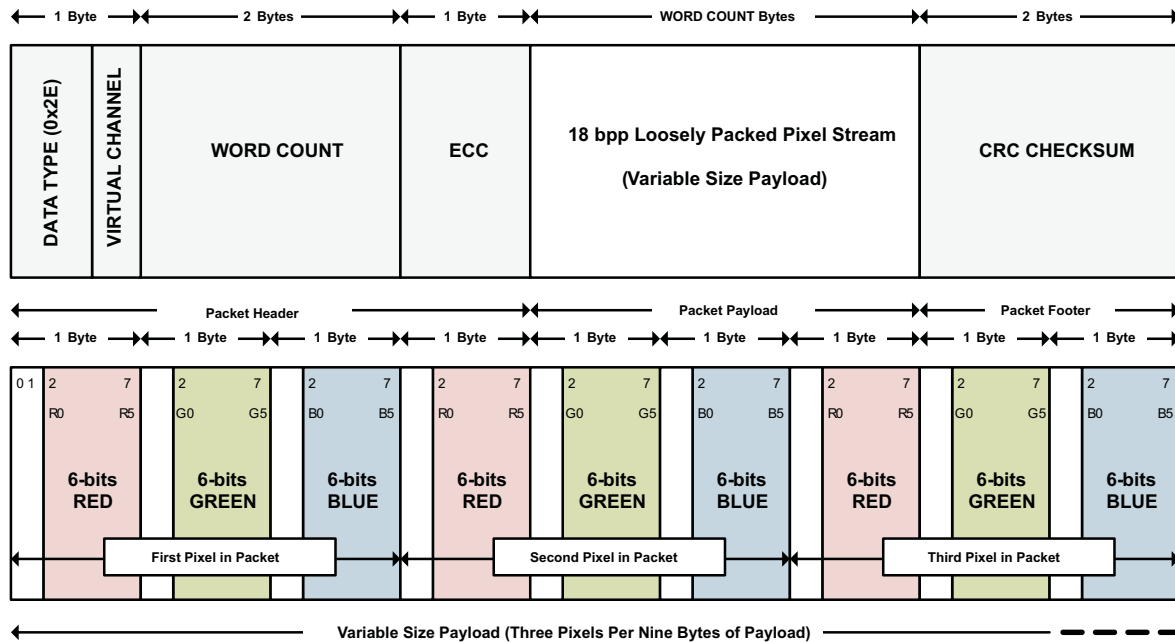 1 Byte 2 Bytes 1 Byte WORD COUNT Bytes 2 Bytes
DATA TYPE (0x2E)
VIRTUAL CHANNEL
WORD COUNT
ECC
18 bpp Loosely Packed Pixel Stream
(Variable Size Payload)
CRC CHECKSUM
Packet Header Packet Payload Packet Footer
1 Byte 1 Byte 1 Byte 1 Byte 1 Byte 1 Byte 1 Byte 1 Byte 1 Byte
0 1 2 7 2 7 2 7 2 7 2 7 2 7 2 7 2 7 2 7
R0 R5 G0 G5 B0 B5 R0 R5 G0 G5 B0 B5 R0 R5 G0 G5 B0 B5
6-bits 6-bits 6-bits 6-bits 6-bits 6-bits 6-bits 6-bits 6-bits
RED GREEN BLUE RED GREEN BLUE RED GREEN BLUE
First Pixel in Packet Second Pixel in Packet Third Pixel in Packet
Variable Size Payload (Three Pixels Per Nine Bytes of Payload)